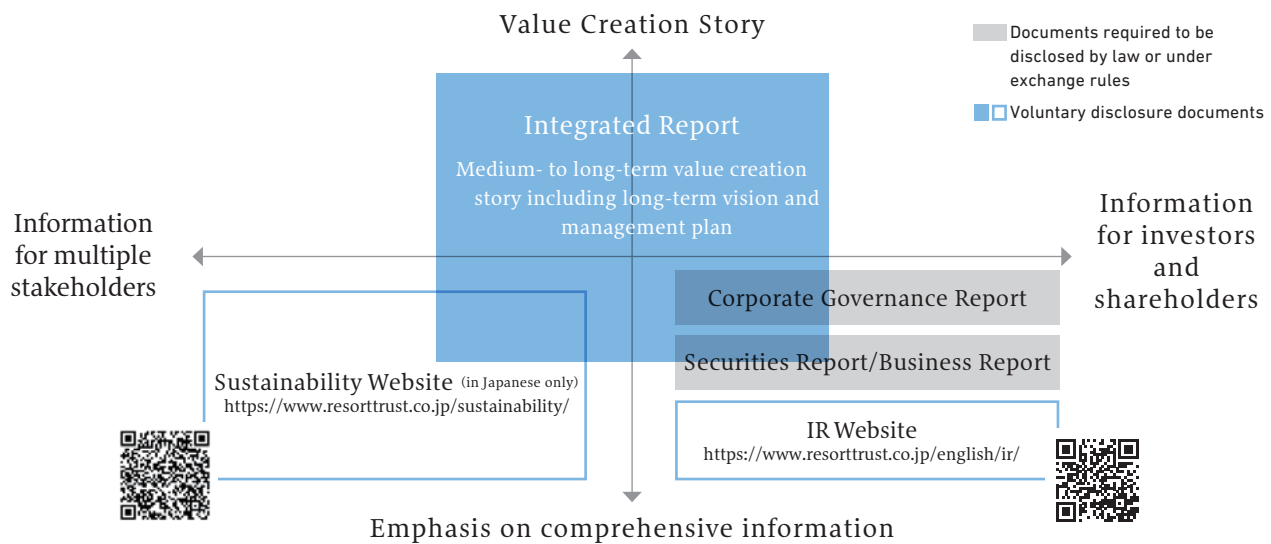 Value Creation Story
Documents required to be
disclosed by law or under
exchange rules
Voluntary disclosure documents
Integrated Report
Medium- to long-term value creation
story including long-term vision and
management plan
Information
for multiple
stakeholders
Information
for investors
and
shareholders
Corporate Governance Report
Securities Report/Business Report
Sustainability Website (in Japanese only)
https://www.resorttrust.co.jp/sustainability/
IR Website
https://www.resorttrust.co.jp/english/ir/
Emphasis on comprehensive information